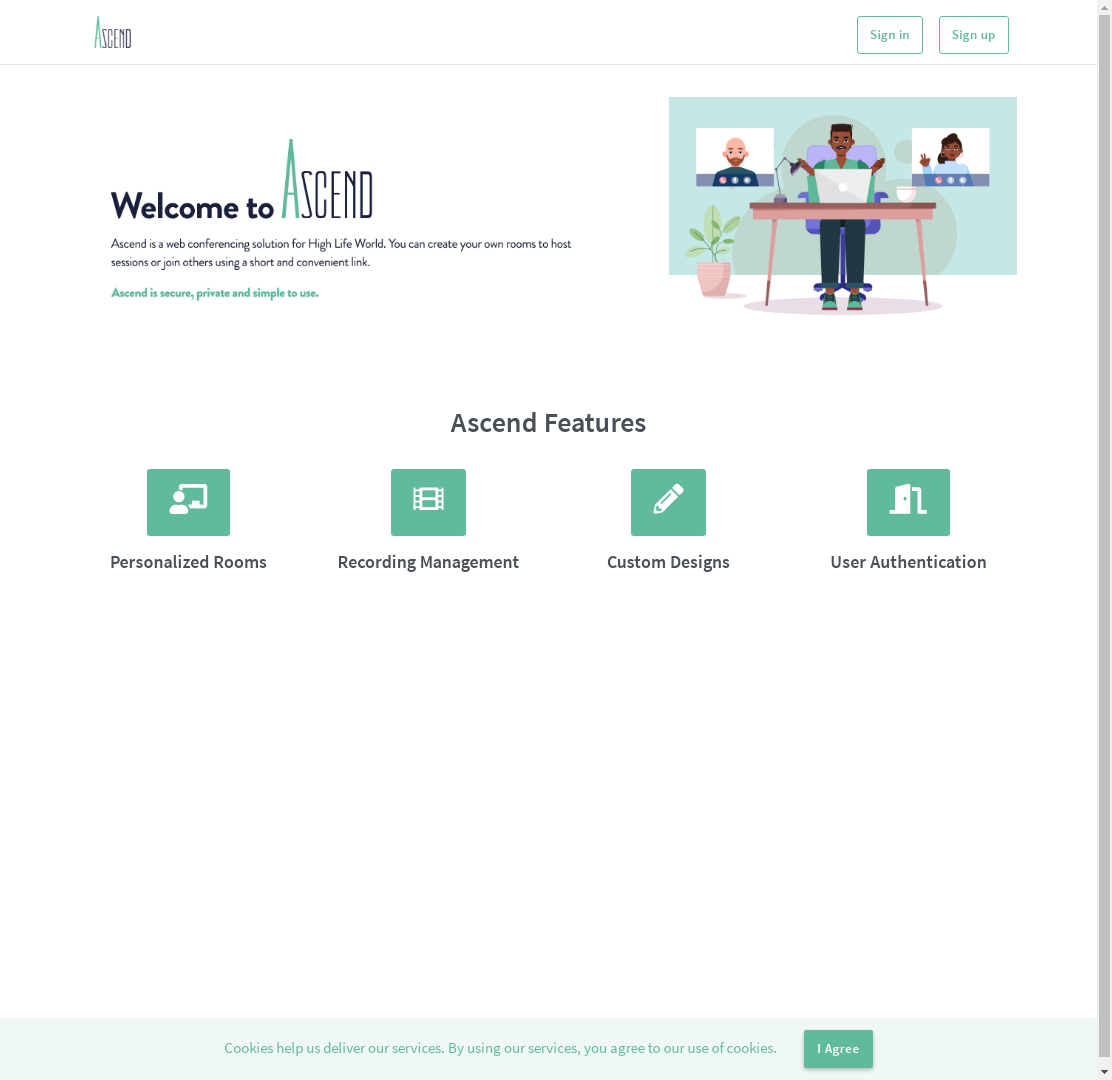 ASCEND
Sign in
Sign up
Welcome to ASCEND
Ascend is a web conferencing solution for High Life World. You can create your own rooms to host
sessions or join others using a short and convenient link.
Ascend is secure, private and simple to use.
Ascend Features
Personalized Rooms
Recording Management
Custom Designs
User Authentication
Cookies help us deliver our services. By using our services, you agree to our use of cookies.
I Agree